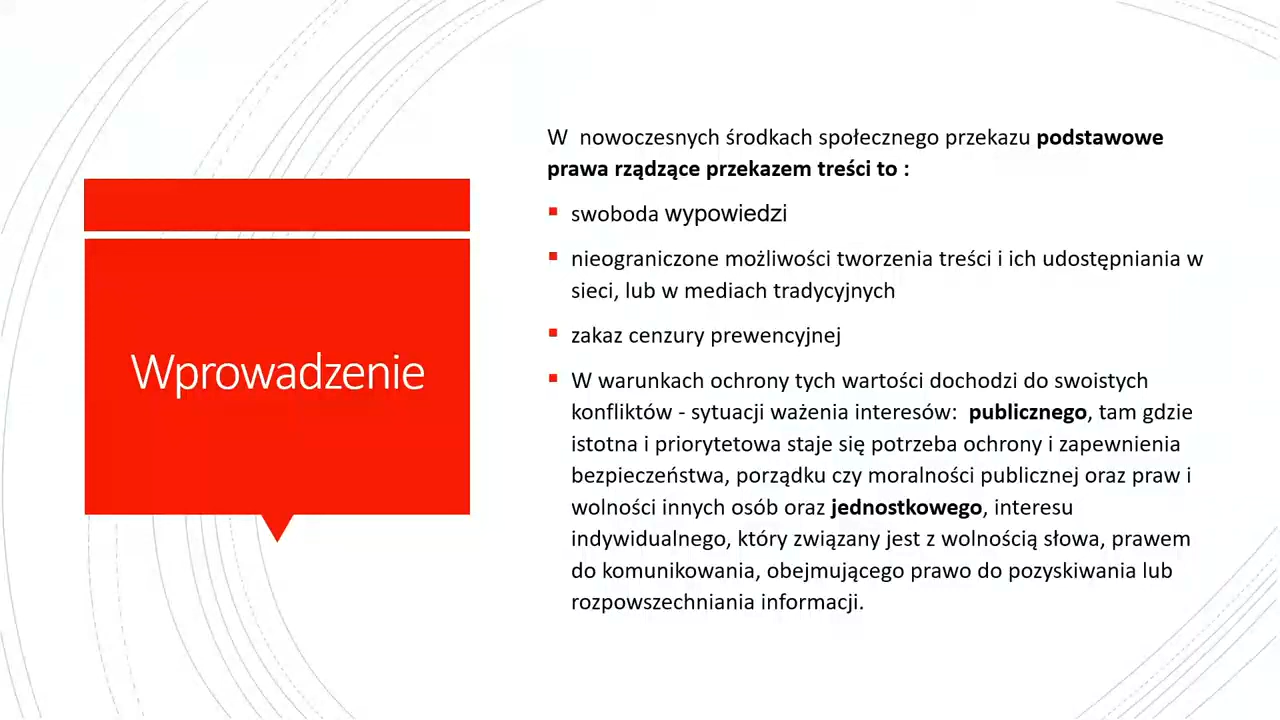 Wprowadzenie
W  nowoczesnych środkach społecznego przekazu podstawowe
prawa rządzące przekazem treści to :
▪ swoboda wypowiedzi
▪ nieograniczone możliwości tworzenia treści i ich udostępniania w
sieci, lub w mediach tradycyjnych
▪ zakaz cenzury prewencyjnej
▪ W warunkach ochrony tych wartości dochodzi do swoistych
konfliktów - sytuacji ważenia interesów:  publicznego, tam gdzie
istotna i priorytetowa staje się potrzeba ochrony i zapewnienia
bezpieczeństwa, porządku czy moralności publicznej oraz praw i
wolności innych osób oraz jednostkowego, interesu
indywidualnego, który związany jest z wolnością słowa, prawem
do komunikowania, obejmującego prawo do pozyskiwania lub
rozpowszechniania informacji.